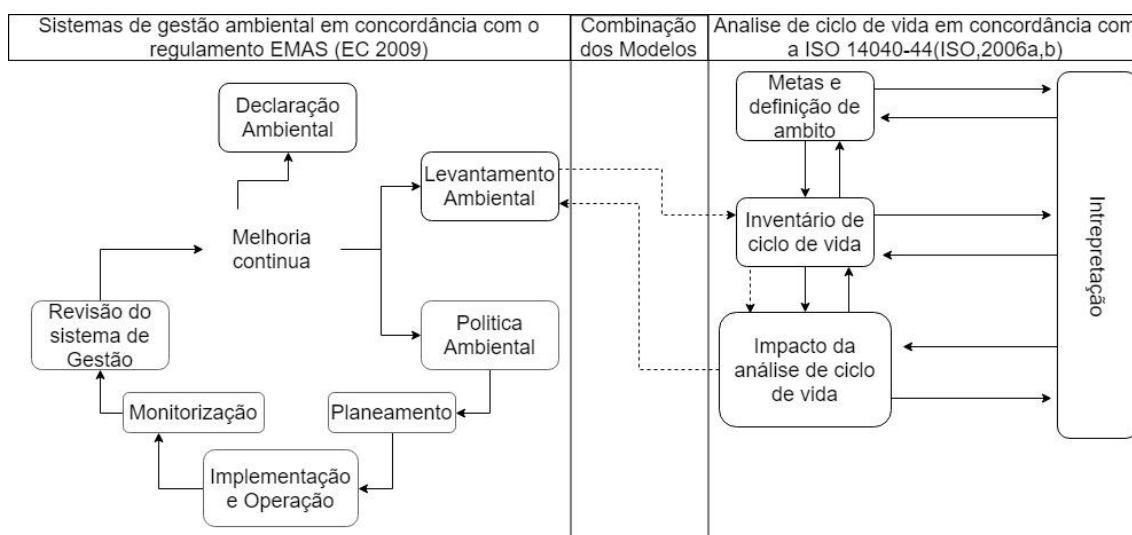 Sistemas de gestão ambiental em concordância com o
regulamento EMAS (EC 2009)
Combinação
dos Modelos
Analise de ciclo de vida em concordância com
a ISO 14040-44(ISO,2006a,b)
Declaração
Ambiental
Levantamento
Ambiental
Melhoria
continua
Politica
Ambiental
Revisão do
sistema de
Gestão
Monitorização
Planeamento
Implementação
e Operação
Metas e
definição de
ambito
Inventário de
ciclo de vida
Impacto da
análise de ciclo
de vida
Intrepretação